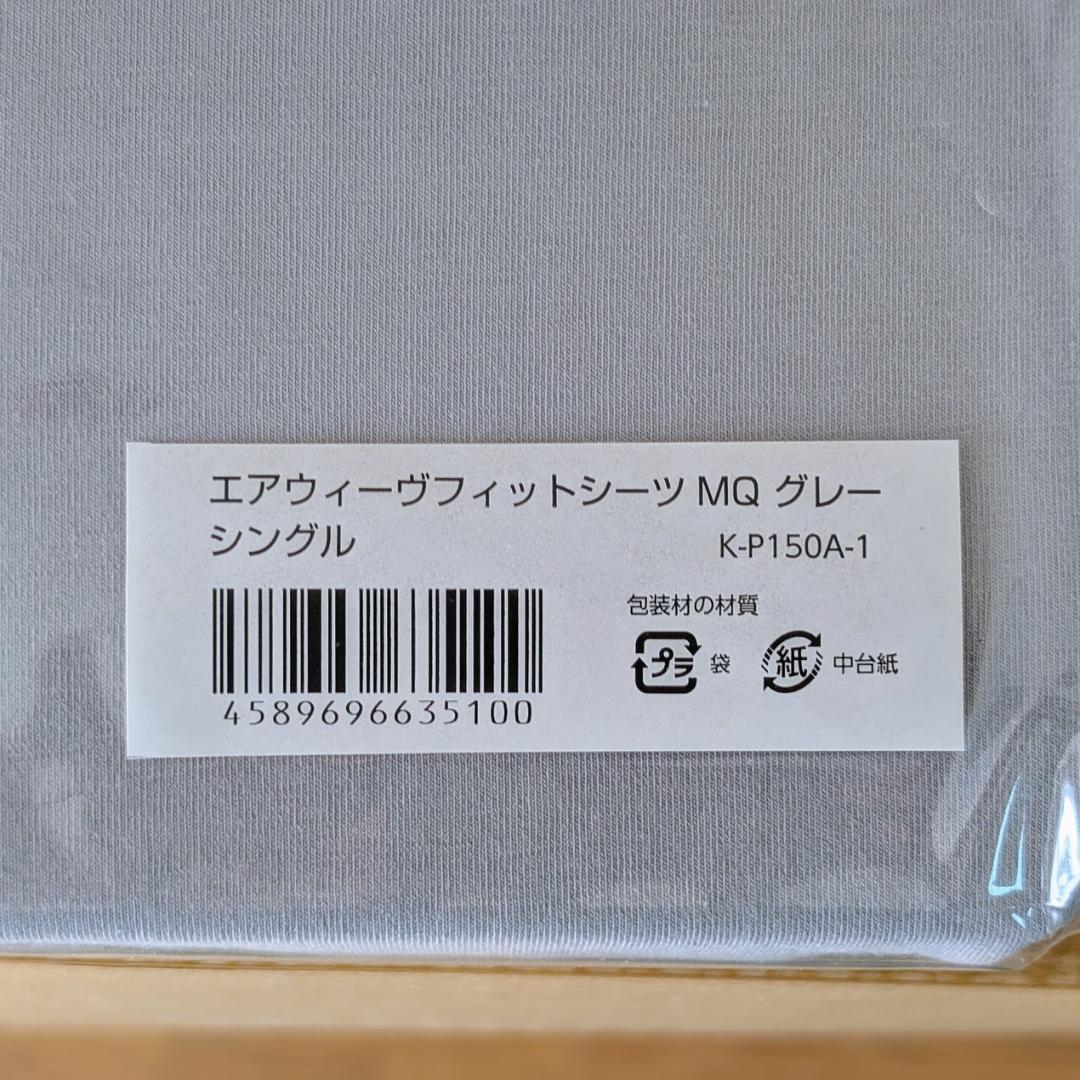 エアウィーヴフィットシーツ MQ グレー
シングル K-P150A-1
包装材の材質
プラ 袋 紙 中台紙
4589696635100